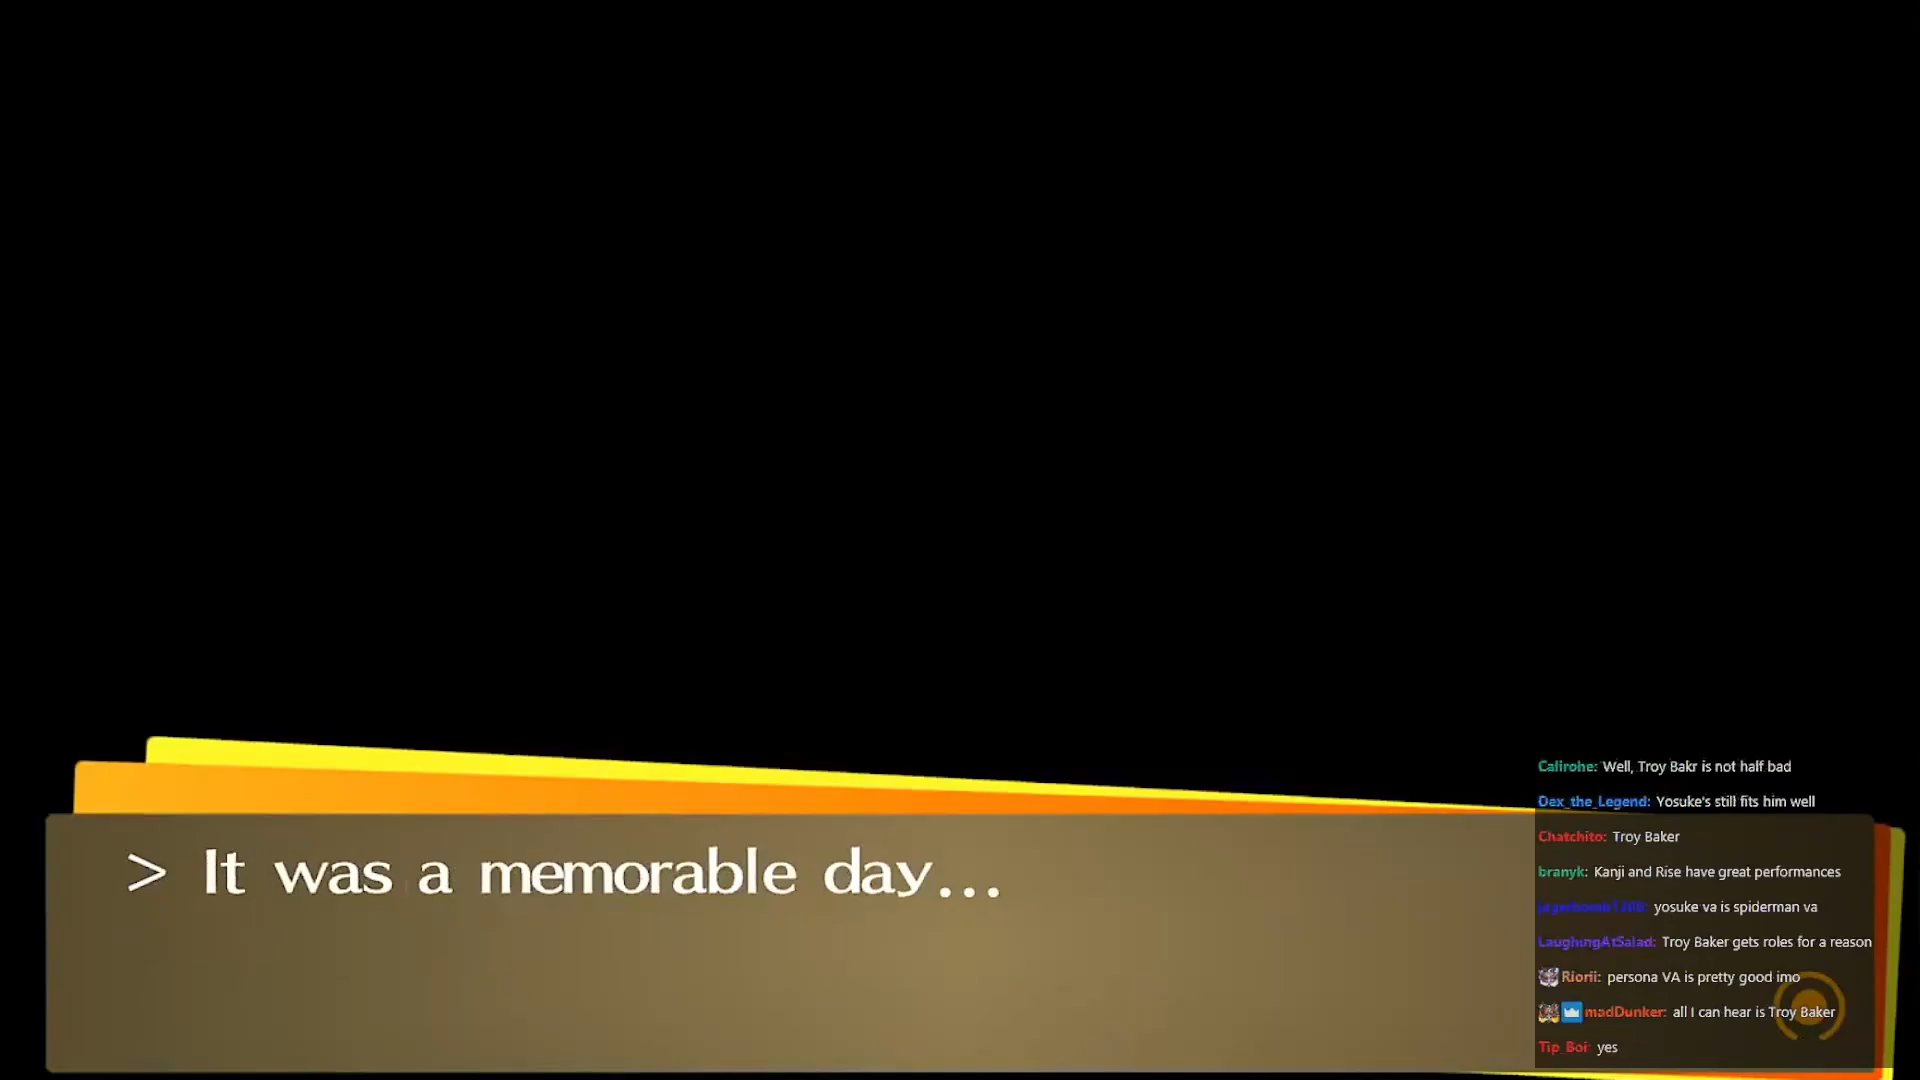 > It was a memorable day...
Calirohe: Well, Troy Bakr is not half bad
Dex_the_Legend: Yosuke's still fits him well
Chatchito: Troy Baker
branyk: Kanji and Rise have great performances
yosuke va is spiderman va
LaughingAtSalad: Troy Baker gets roles for a reason
Riorii: persona VA is pretty good imo
madDunker: all I can hear is Troy Baker
Tip_Boi: yes